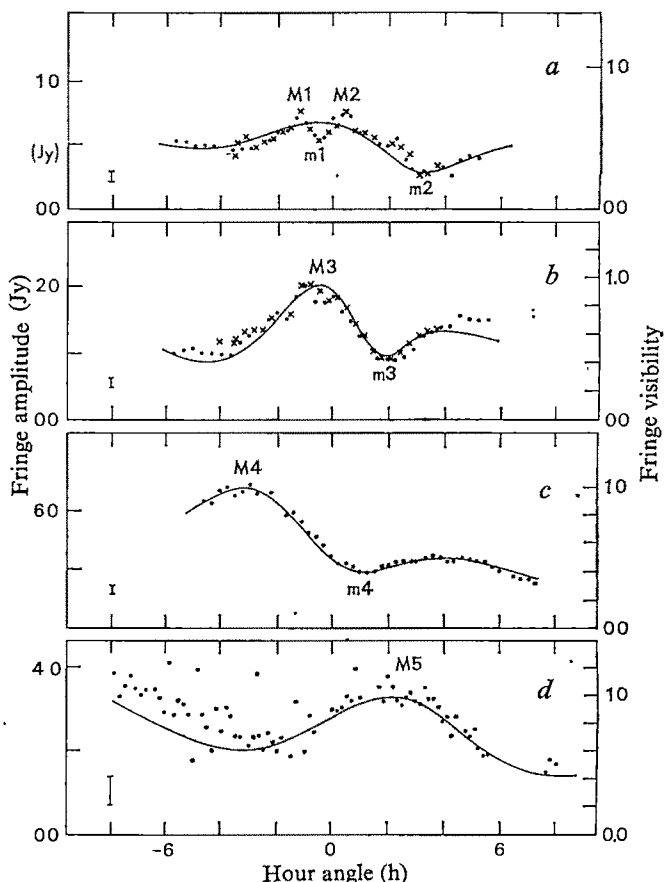 a
10
10
M1 M2
(Jy)
m1
m2
00
00
b
20
1.0
M3
m3
00
00
Fringe amplitude (Jy)
Fringe visibility
c
M4
60
10
m4
00
d
40
M5
10
20
00
0.0
-6 0 6
Hour angle (h)